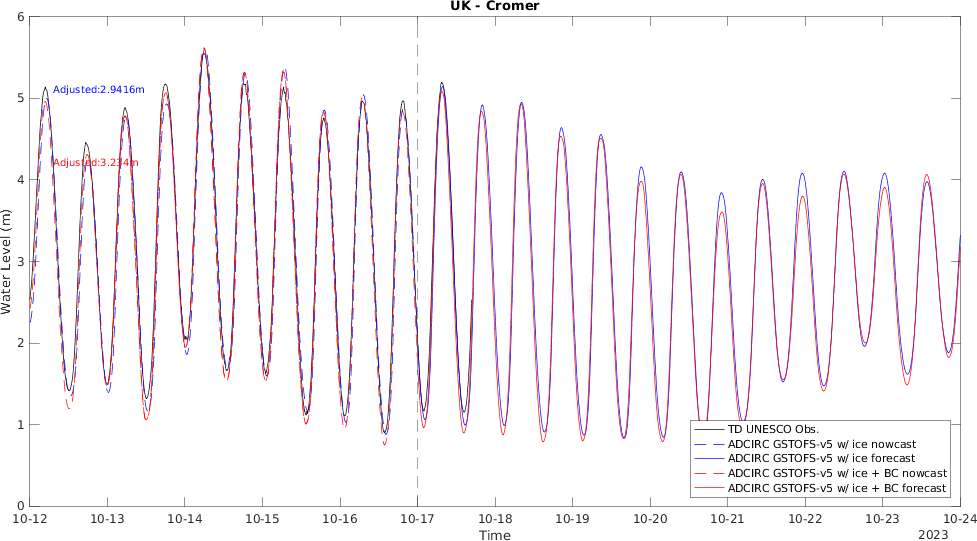 UK - Cromer
6
5
4
3
2
1
0
Water Level (m)
Adjusted:2.9416m
Adjusted:3.234m
TD UNESCO Obs.
ADCIRC GSTOFS-v5 w/ ice nowcast
ADCIRC GSTOFS-v5 w/ ice forecast
ADCIRC GSTOFS-v5 w/ ice + BC nowcast
ADCIRC GSTOFS-v5 w/ ice + BC forecast
10-12 10-13 10-14 10-15 10-16 10-17 10-18 10-19 10-20 10-21 10-22 10-23 10-24
Time
2023